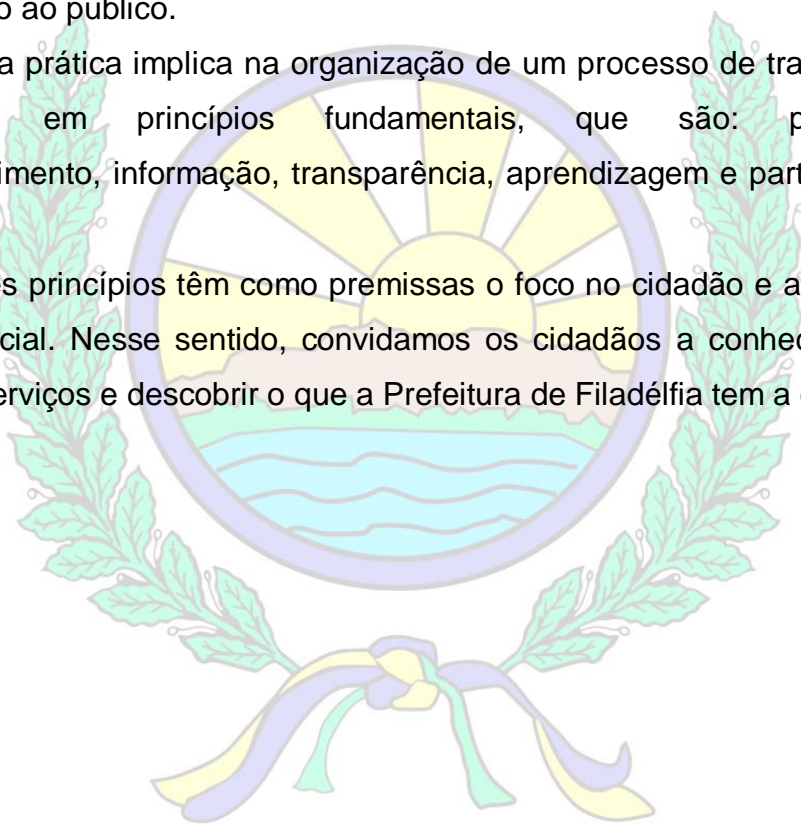 o ao público.
a prática implica na organização de um processo de tra
em princípios fundamentais, que são: p
imento, informação, transparência, aprendizagem e part
s princípios têm como premissas o foco no cidadão e a
cial. Nesse sentido, convidamos os cidadãos a conhec
erviços e descobrir o que a Prefeitura de Filadélfia tem a